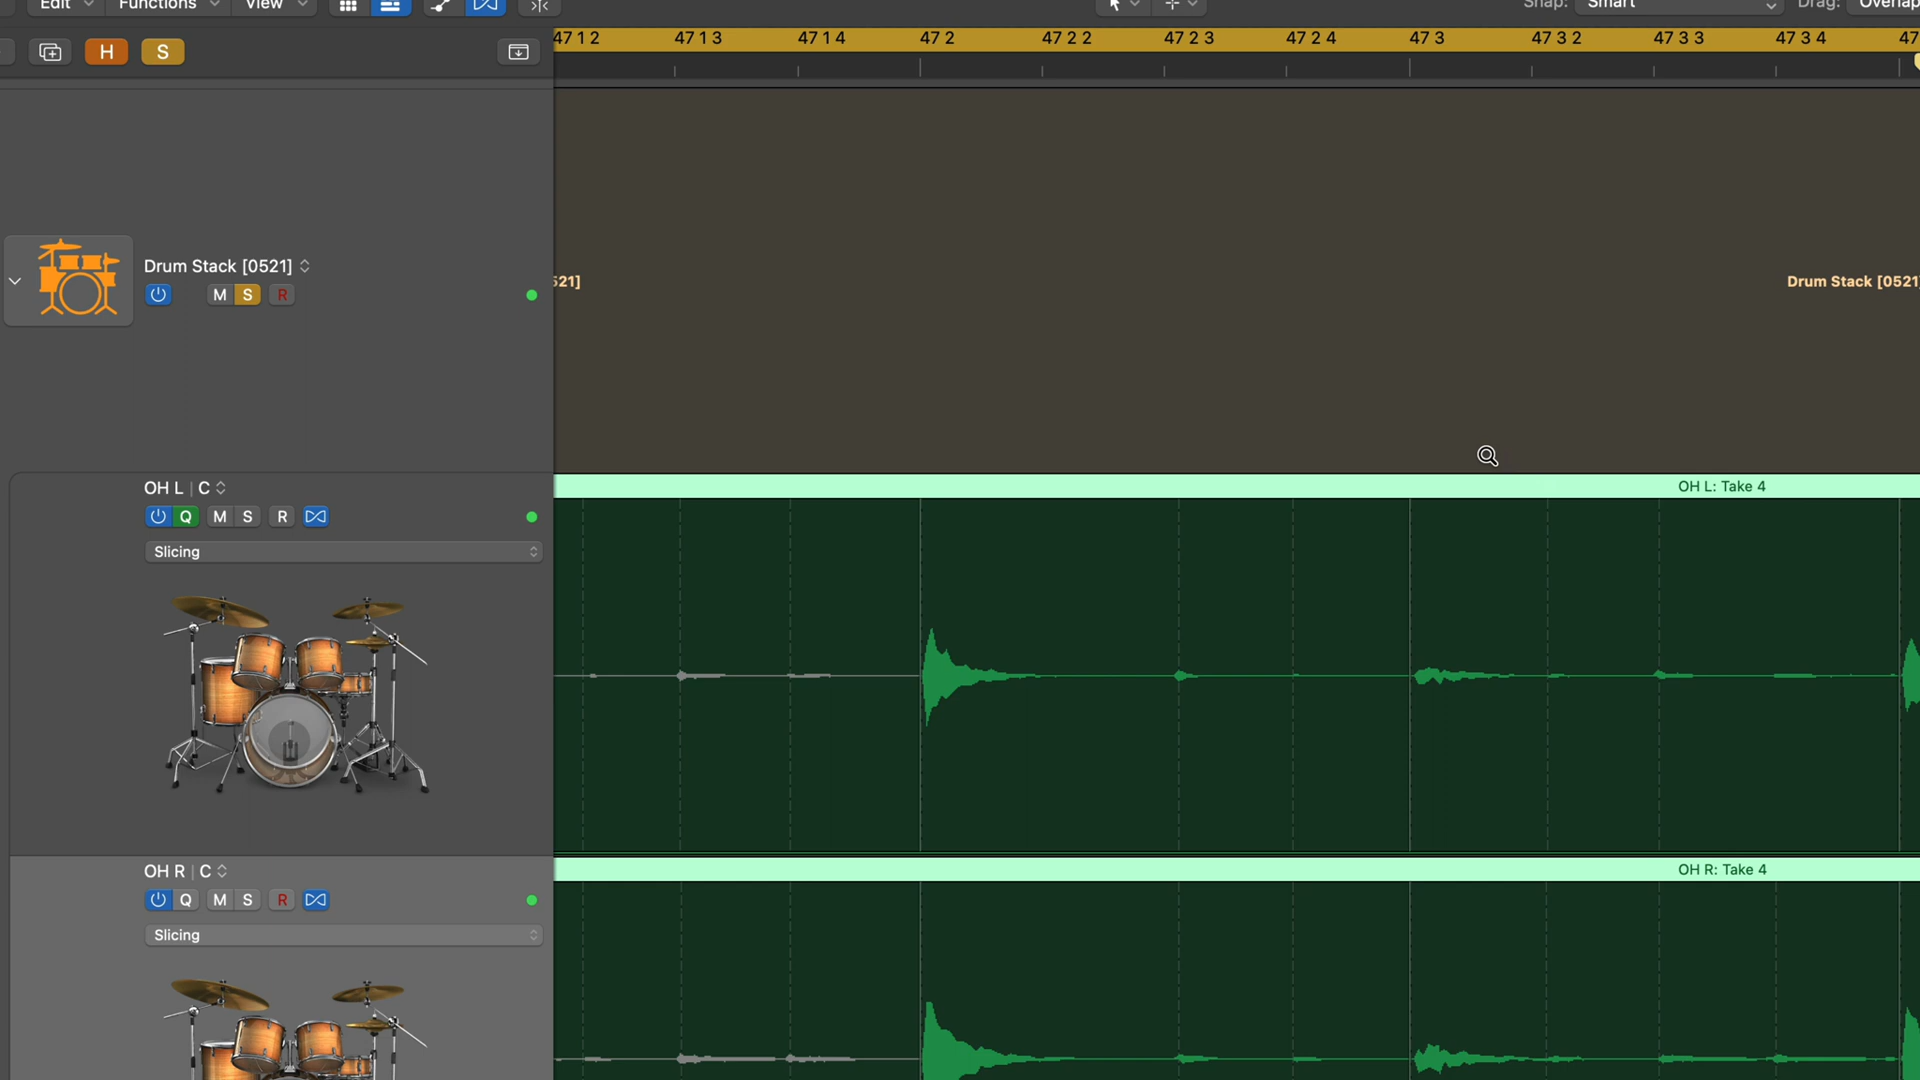 Edit Functions View Snap: Smart Drag: Overlap
H S
47 1 2 47 1 3 47 1 4 47 2 47 2 2 47 2 3 47 2 4 47 3 47 3 2 47 3 3 47 3 4 47
Drum Stack [0521]
M S R
521] Drum Stack [0521]
OH L | C
Q M S R
Slicing
OH L: Take 4
OH R | C
Q M S R
Slicing
OH R: Take 4